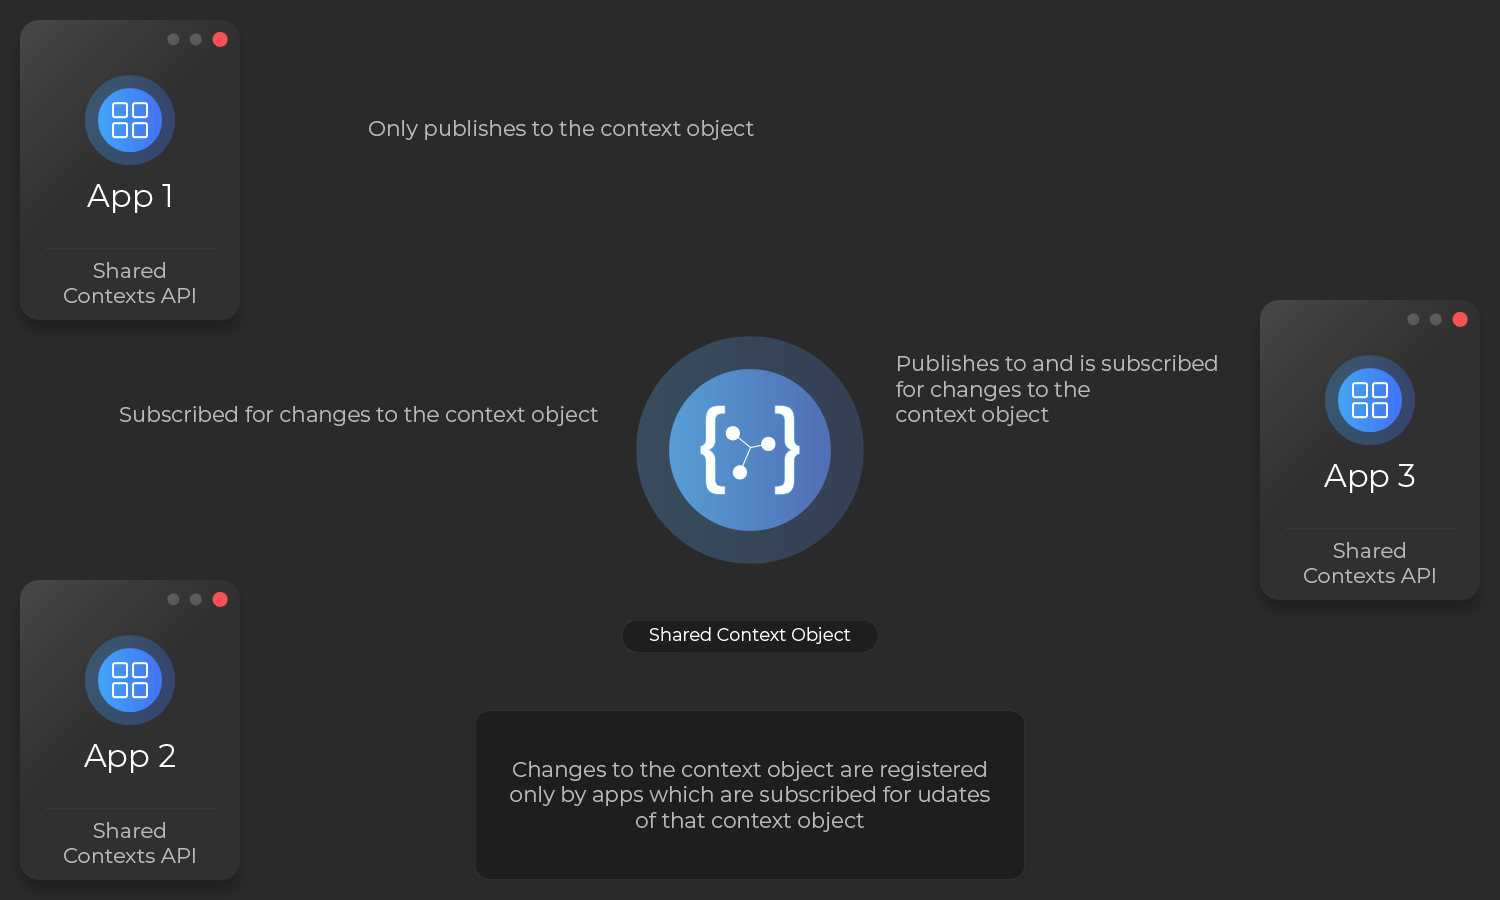 App 1
Shared
Contexts API
Only publishes to the context object
Subscribed for changes to the context object
Publishes to and is subscribed
for changes to the
context object
App 3
Shared
Contexts API
App 2
Shared
Contexts API
Shared Context Object
Changes to the context object are registered
only by apps which are subscribed for udates
of that context object